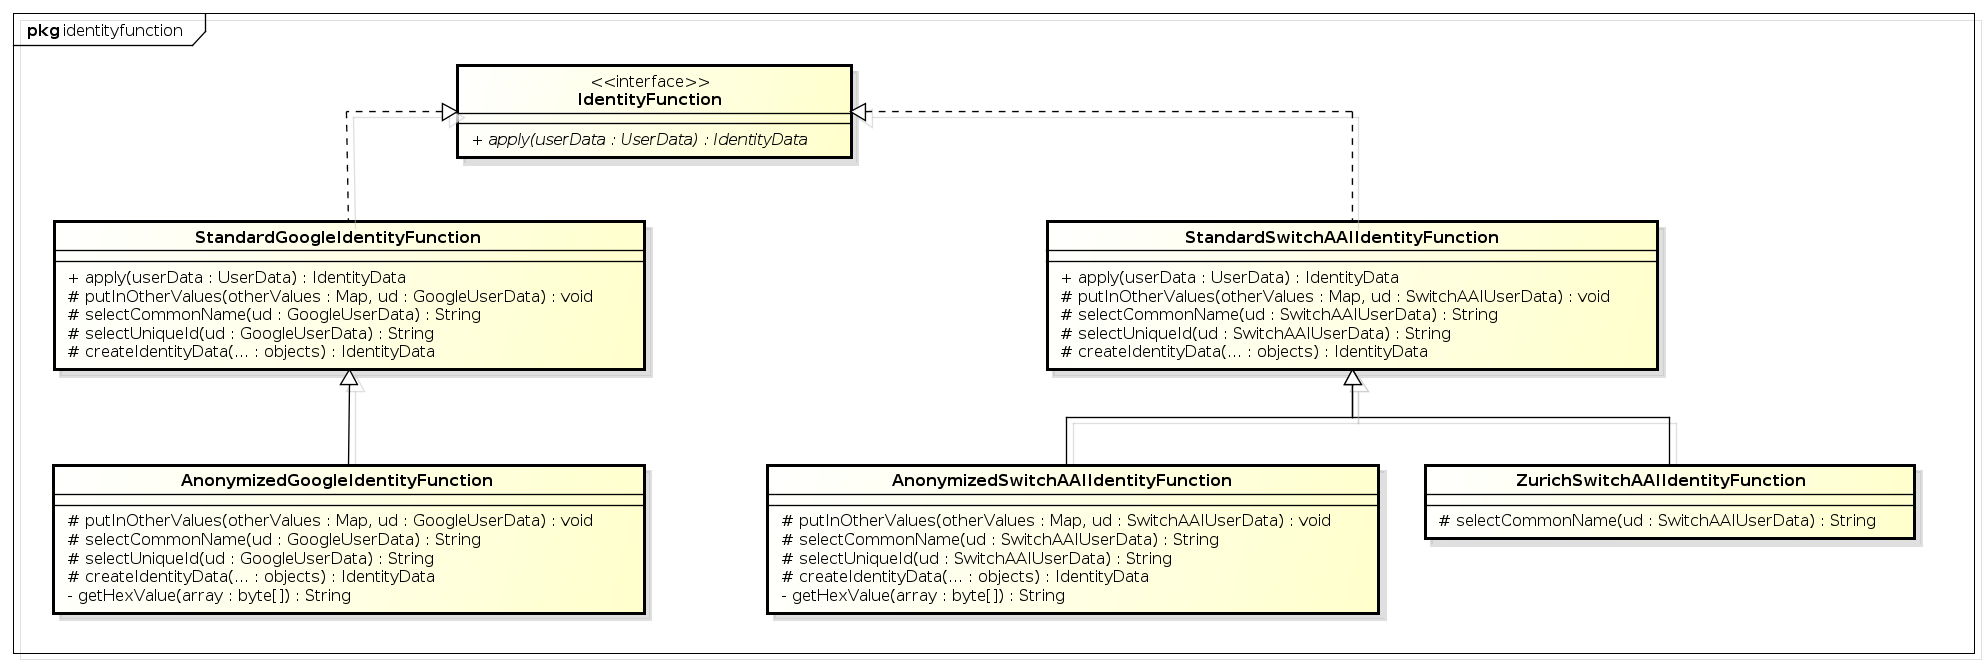 pkg identityfunction
<<interface>>
IdentityFunction
+ apply(userData : UserData) : IdentityData
StandardGoogleIdentityFunction
+ apply(userData : UserData) : IdentityData
# putInOtherValues(otherValues : Map, ud : GoogleUserData) : void
# selectCommonName(ud : GoogleUserData) : String
# selectUniqueId(ud : GoogleUserData) : String
# createIdentityData(... : objects) : IdentityData
StandardSwitchAAIIdentityFunction
+ apply(userData : UserData) : IdentityData
# putInOtherValues(otherValues : Map, ud : SwitchAAIUserData) : void
# selectCommonName(ud : SwitchAAIUserData) : String
# selectUniqueId(ud : SwitchAAIUserData) : String
# createIdentityData(... : objects) : IdentityData
AnonymizedGoogleIdentityFunction
# putInOtherValues(otherValues : Map, ud : GoogleUserData) : void
# selectCommonName(ud : GoogleUserData) : String
# selectUniqueId(ud : GoogleUserData) : String
# createIdentityData(... : objects) : IdentityData
- getHexValue(array : byte[]) : String
AnonymizedSwitchAAIIdentityFunction
# putInOtherValues(otherValues : Map, ud : SwitchAAIUserData) : void
# selectCommonName(ud : SwitchAAIUserData) : String
# selectUniqueId(ud : SwitchAAIUserData) : String
# createIdentityData(... : objects) : IdentityData
- getHexValue(array : byte[]) : String
ZurichSwitchAAIIdentityFunction
# selectCommonName(ud : SwitchAAIUserData) : String